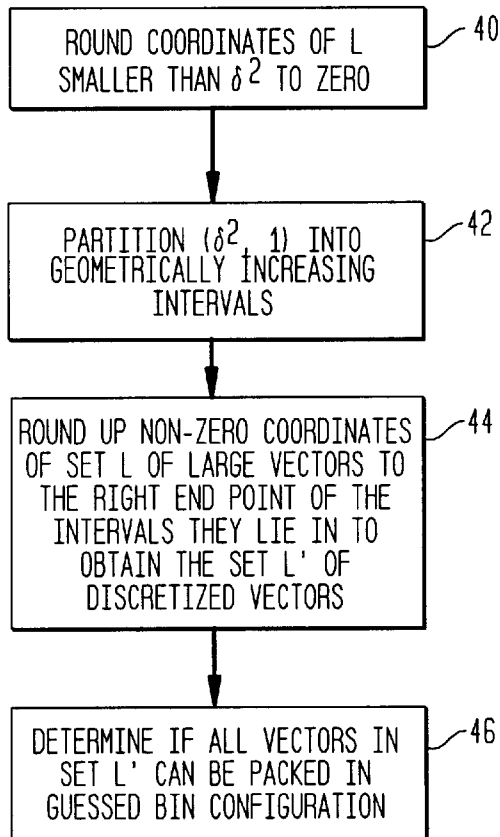 ROUND COORDINATES OF L
SMALLER THAN δ² TO ZERO
40
PARTITION (δ², 1) INTO
GEOMETRICALLY INCREASING
INTERVALS
42
ROUND UP NON-ZERO COORDINATES
OF SET L OF LARGE VECTORS TO
THE RIGHT END POINT OF THE
INTERVALS THEY LIE IN TO
OBTAIN THE SET L' OF
DISCRETIZED VECTORS
44
DETERMINE IF ALL VECTORS IN
SET L' CAN BE PACKED IN
GUESSED BIN CONFIGURATION
46